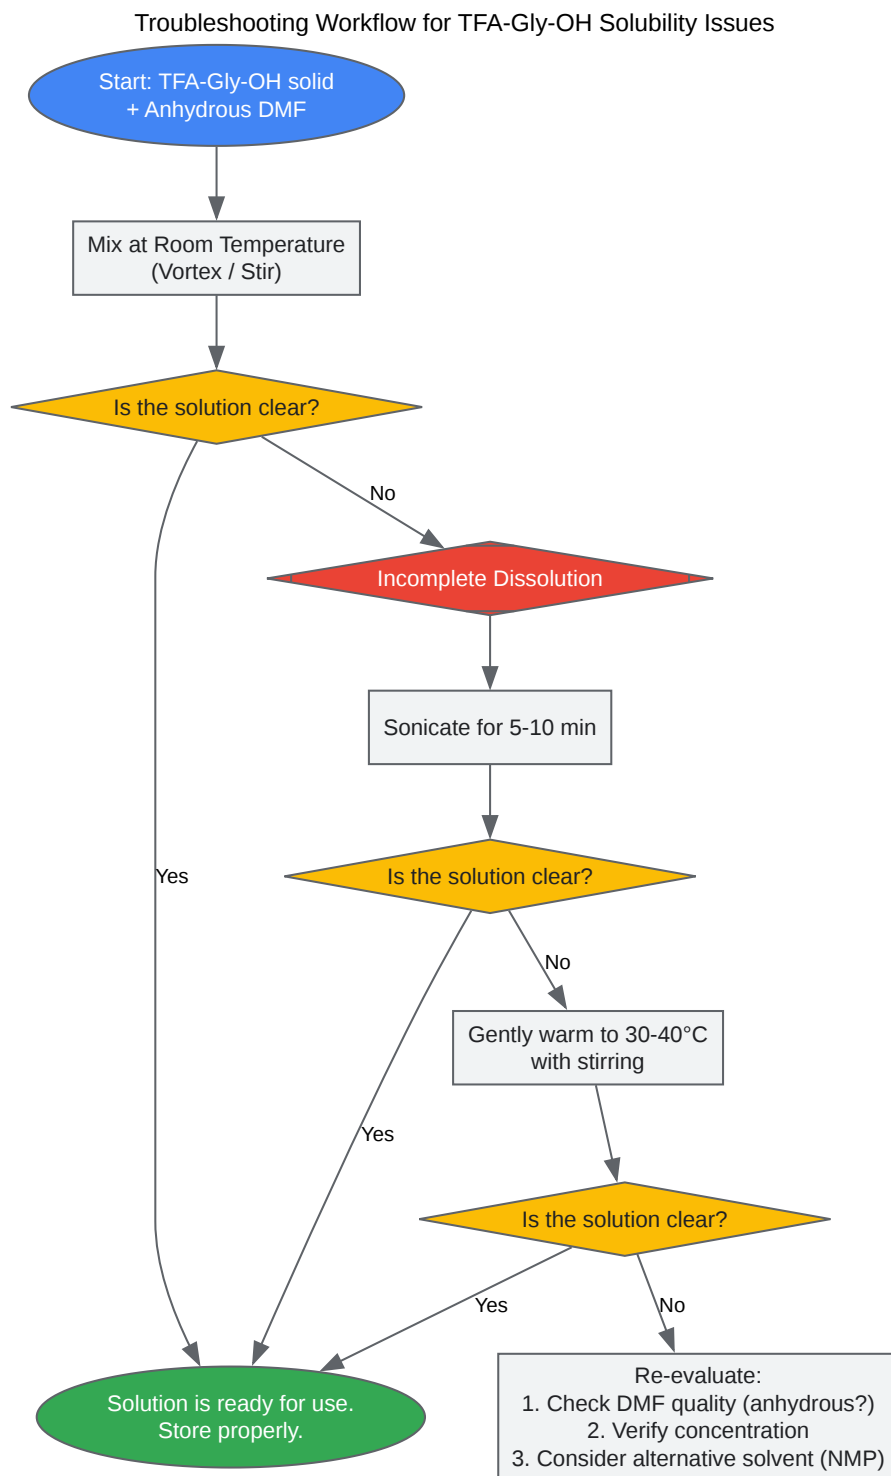 Troubleshooting Workflow for TFA-Gly-OH Solubility Issues
Start: TFA-Gly-OH solid
+ Anhydrous DMF
Mix at Room Temperature
(Vortex / Stir)
Is the solution clear?
No
Incomplete Dissolution
Sonicate for 5-10 min
Yes
Is the solution clear?
No
Gently warm to 30-40°C
with stirring
Yes
Is the solution clear?
Yes
No
Solution is ready for use.
Store properly.
Re-evaluate:
1. Check DMF quality (anhydrous?)
2. Verify concentration
3. Consider alternative solvent (NMP)